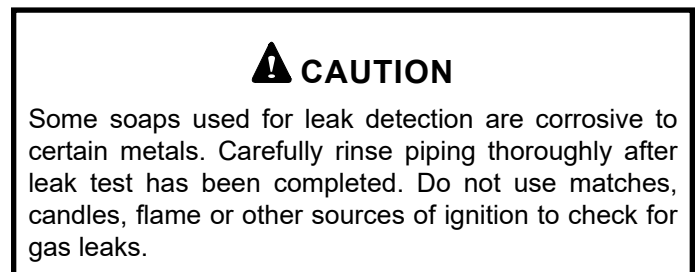 CAUTION
Some soaps used for leak detection are corrosive to
certain metals. Carefully rinse piping thoroughly after
leak test has been completed. Do not use matches,
candles, flame or other sources of ignition to check for
gas leaks.